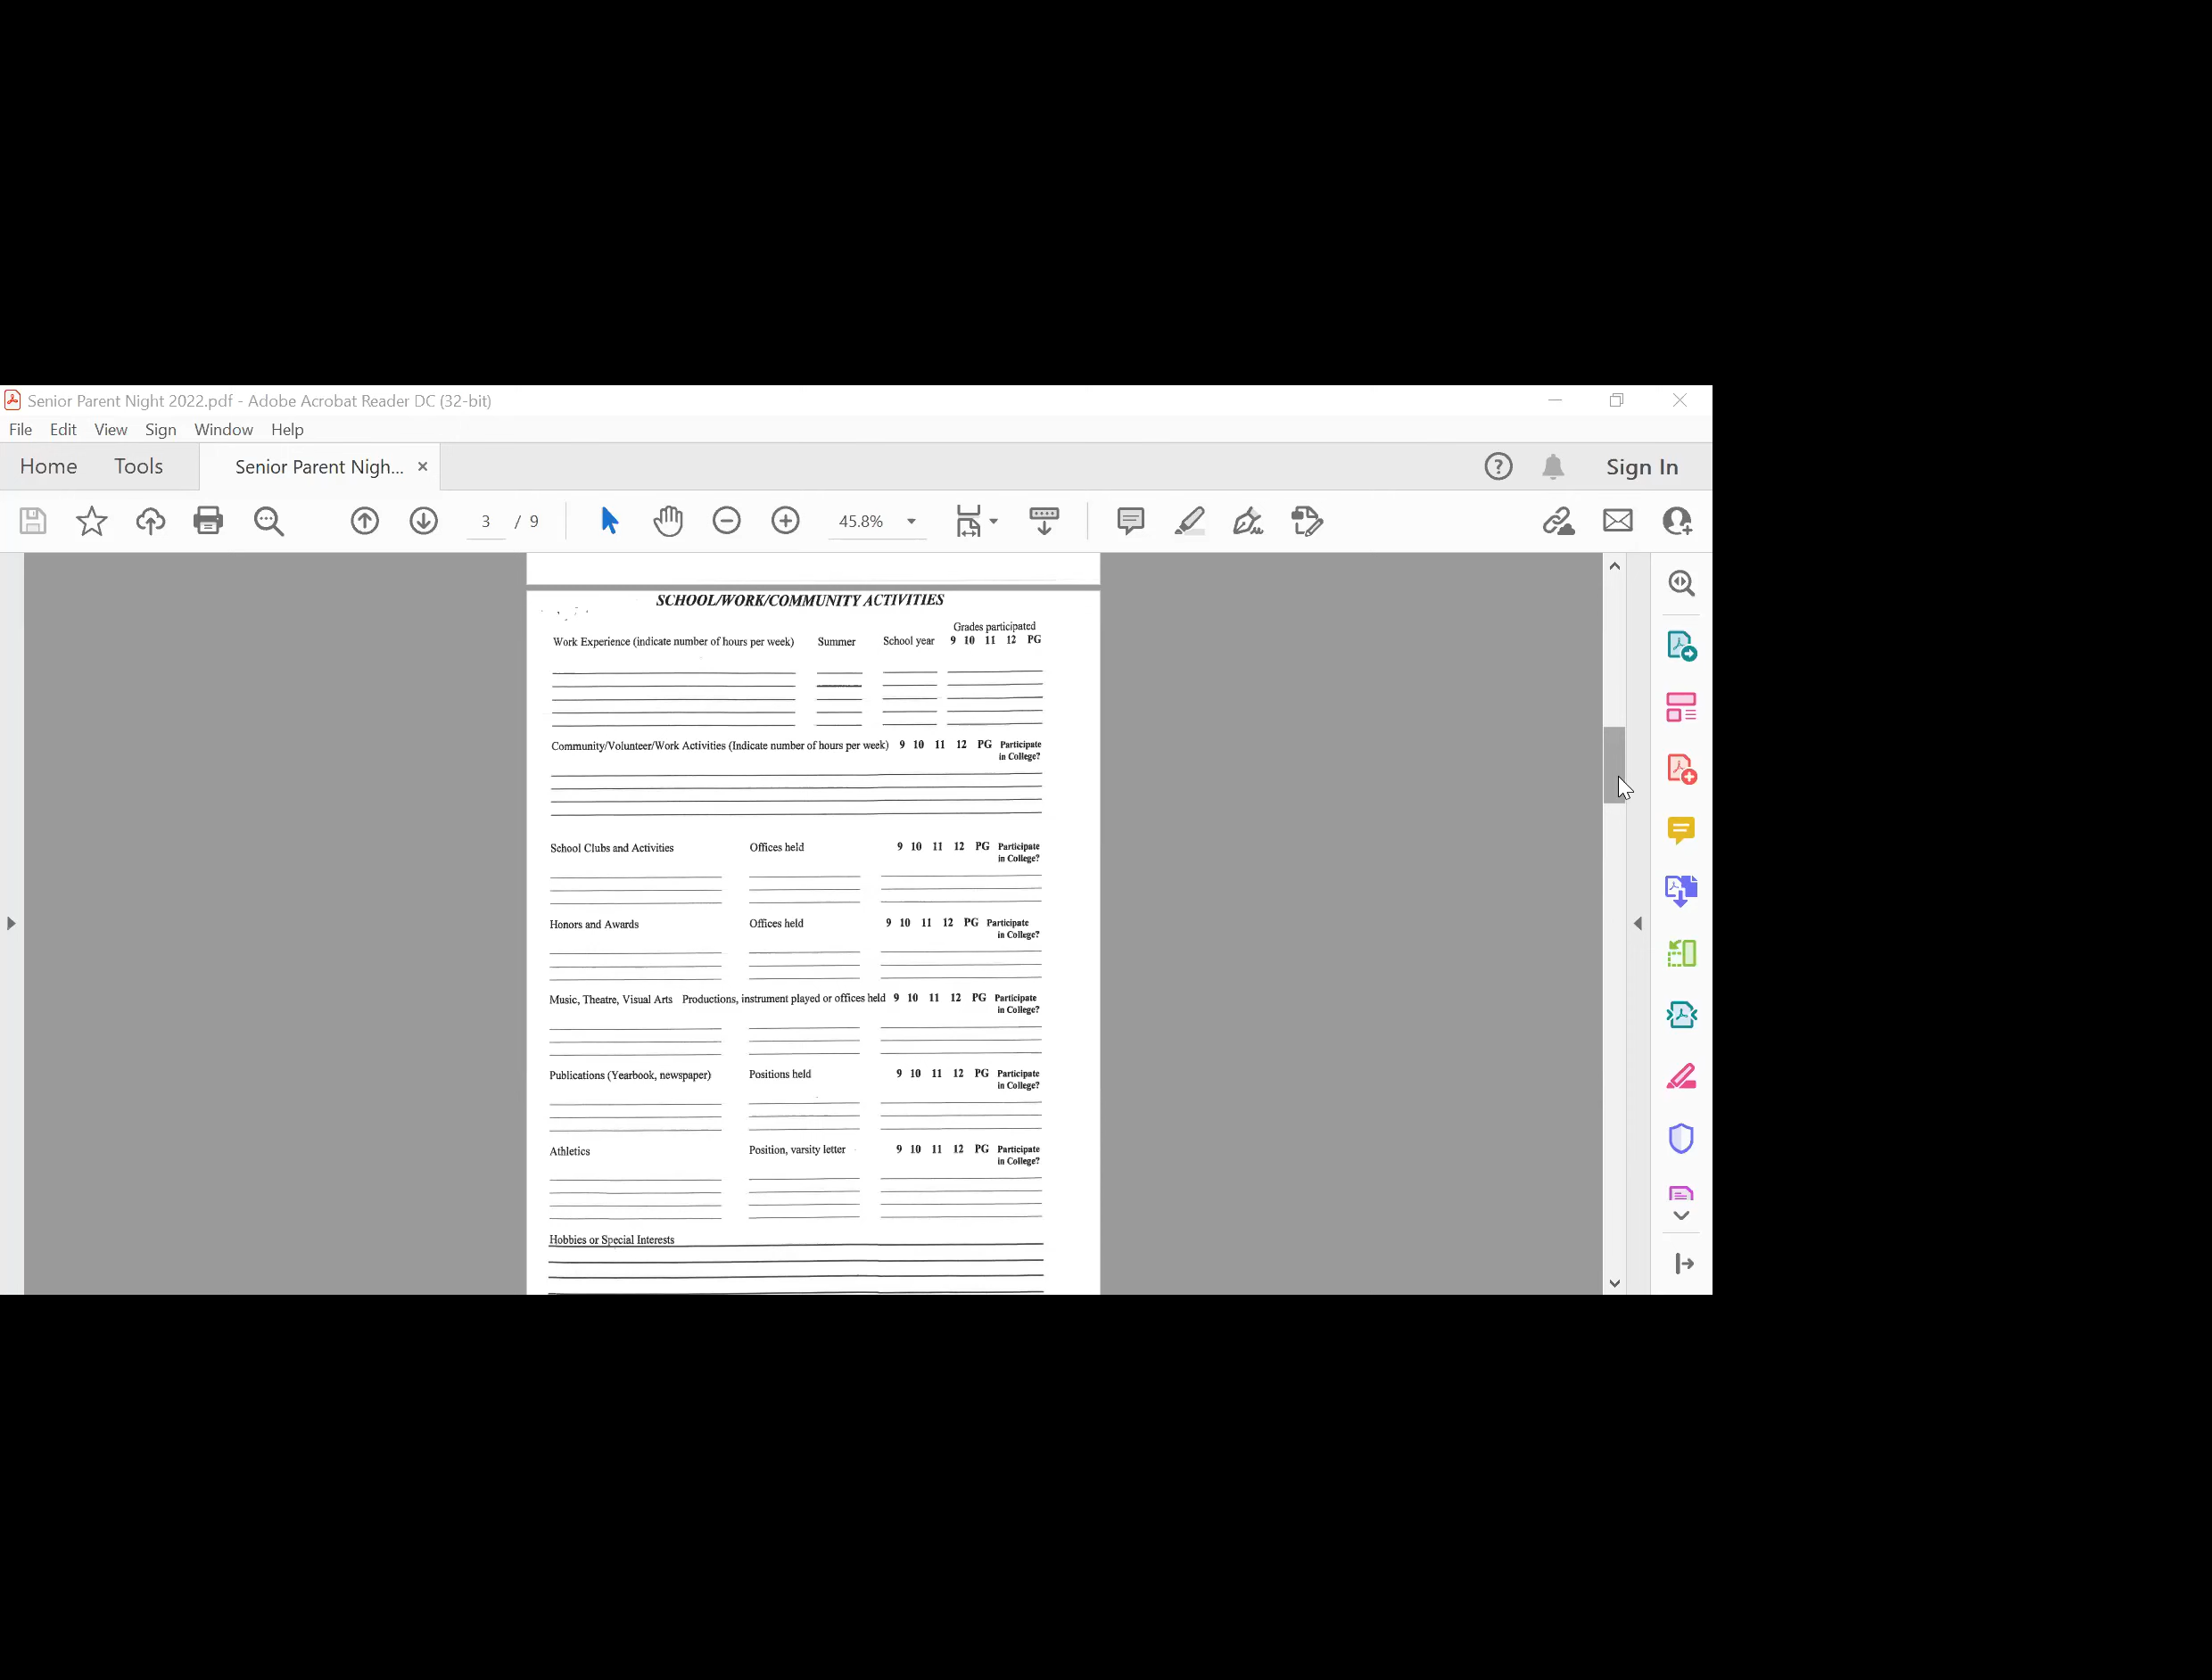 Senior Parent Night 2022.pdf - Adobe Acrobat Reader DC (32-bit)
File Edit View Sign Window Help
Home Tools Senior Parent Nigh... × Sign In
3 / 9 45.8%
SCHOOL/WORK/COMMUNITY ACTIVITIES
Grades participated
Work Experience (indicate number of hours per week) Summer School year 9 10 11 12 PG
Community/Volunteer/Work Activities (Indicate number of hours per week) 9 10 11 12 PG Participate
in College?
School Clubs and Activities Offices held 9 10 11 12 PG Participate
in College?
Honors and Awards Offices held 9 10 11 12 PG Participate
in College?
Music, Theatre, Visual Arts Productions, instrument played or offices held 9 10 11 12 PG Participate
in College?
Publications (Yearbook, newspaper) Positions held 9 10 11 12 PG Participate
in College?
Athletics Position, varsity letter 9 10 11 12 PG Participate
in College?
Hobbies or Special Interests